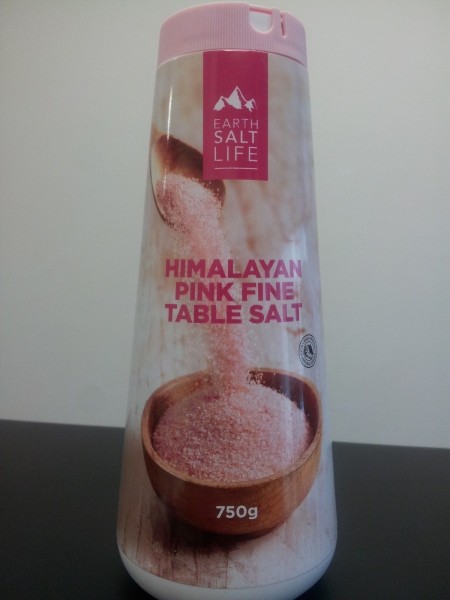 EARTH
SALT
LIFE
HIMALAYAN
PINK FINE
TABLE SALT
750g